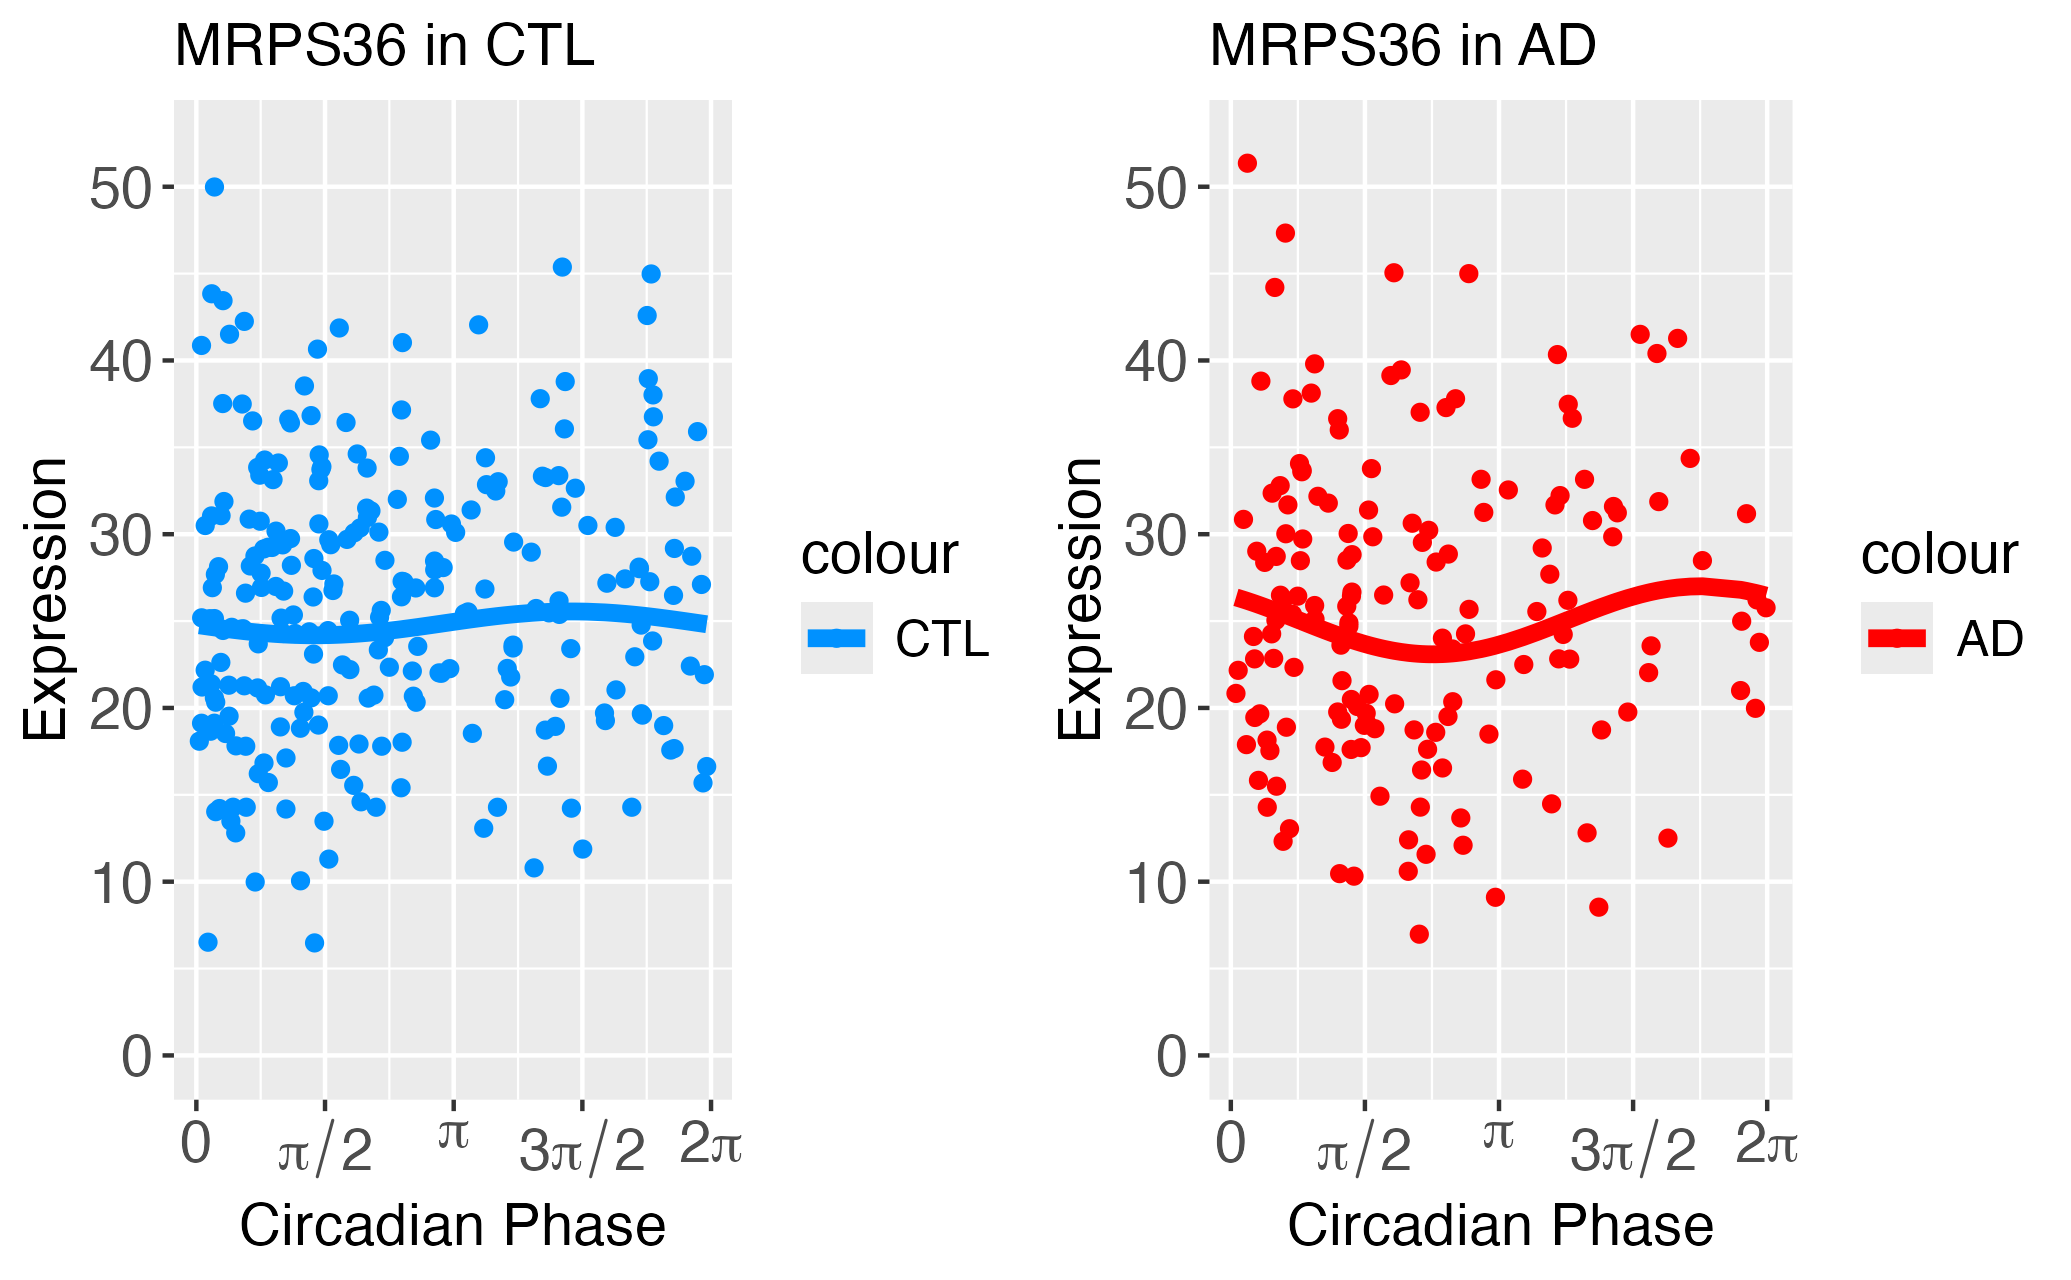 MRPS36 in CTL
Expression
50
40
30
20
10
0
0 π/2 π 3π/2 2π
Circadian Phase
colour
CTL
MRPS36 in AD
Expression
50
40
30
20
10
0
0 π/2 π 3π/2 2π
Circadian Phase
colour
AD